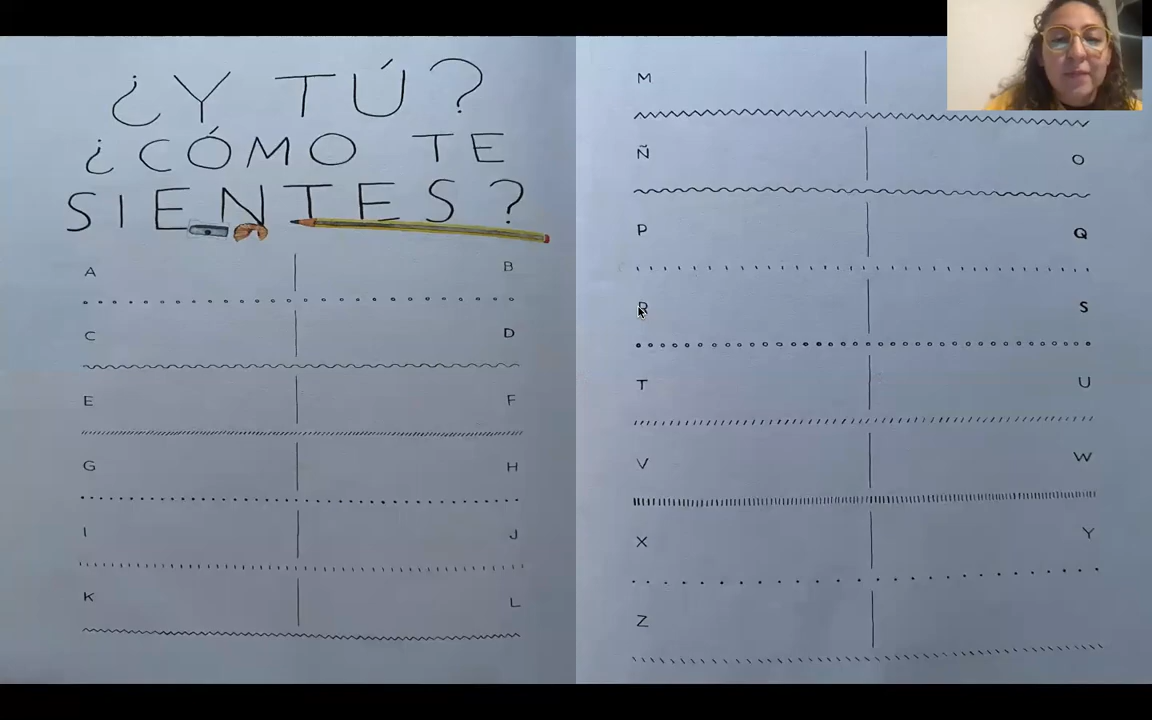 ¿Y TÚ?
¿CÓMO TE
SIENTES?
A B
C D
E F
G H
I J
K L
M
Ñ O
P Q
R S
T U
V W
X Y
Z